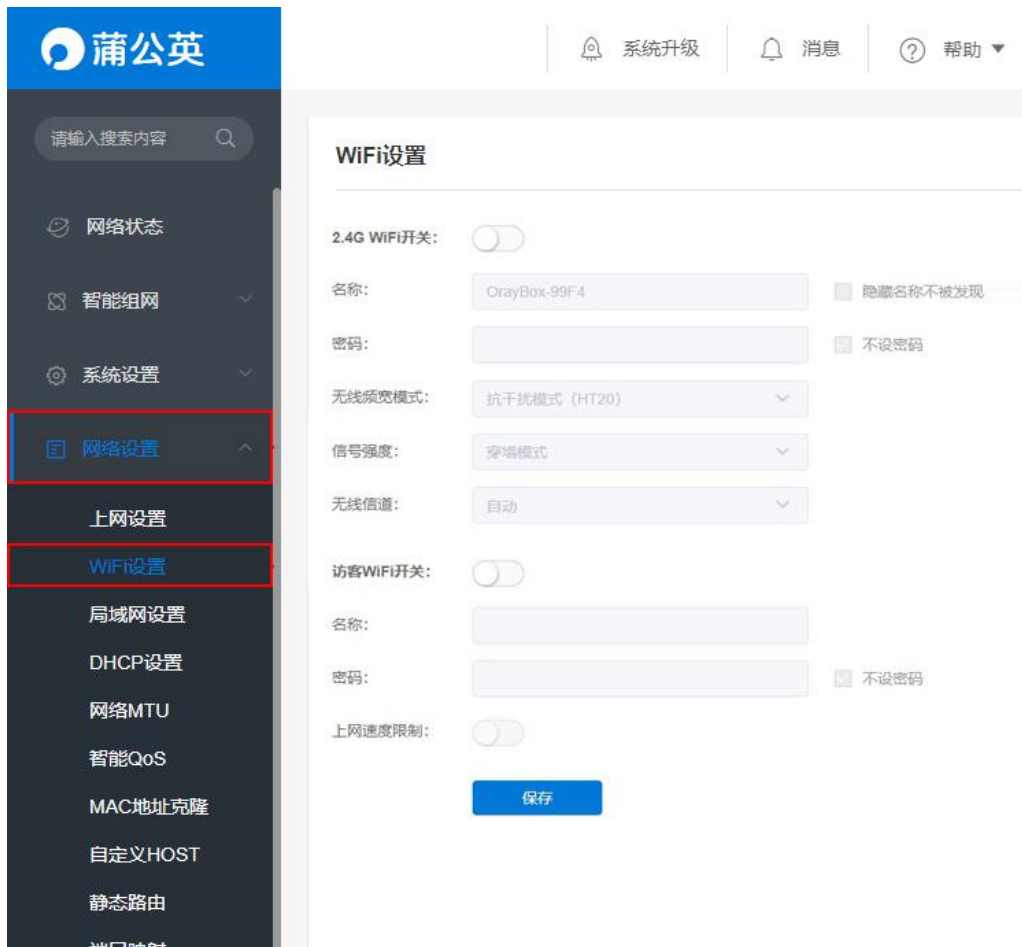 蒲公英
系统升级 消息 帮助
请输入搜索内容
网络状态
智能组网
系统设置
网络设置
上网设置
WiFi设置
局域网设置
DHCP设置
网络MTU
智能QoS
MAC地址克隆
自定义HOST
静态路由
端口映射
WiFi设置
2.4G WiFi开关：
名称： OrayBox-99F4 隐藏名称不被发现
密码： 不设密码
无线频宽模式： 抗干扰模式（HT20）
信号强度： 穿墙模式
无线信道： 自动
访客WiFi开关：
名称：
密码： 不设密码
上网速度限制：
保存